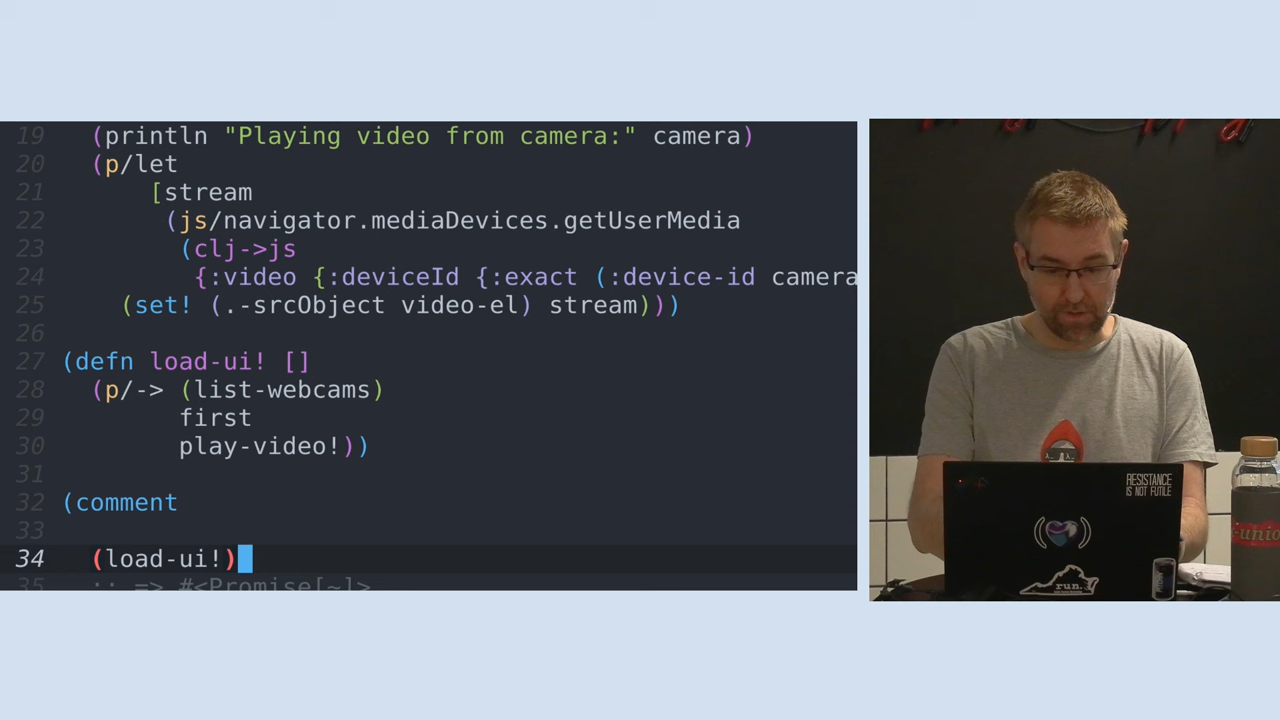 19 (println "Playing video from camera:" camera)
20 (p/let
21 [stream
22 (js/navigator.mediaDevices.getUserMedia
23 (clj->js
24 {:video {:deviceId {:exact (:device-id camera
25 (set! (.-srcObject video-el) stream)))
26
27 (defn load-ui! []
28 (p/-> (list-webcams)
29 first
30 play-video!))
31
32 (comment
33
34 (load-ui!)
35 ;; => #<Promise[~]>
RESISTANCE
IS NOT FUTILE
run.